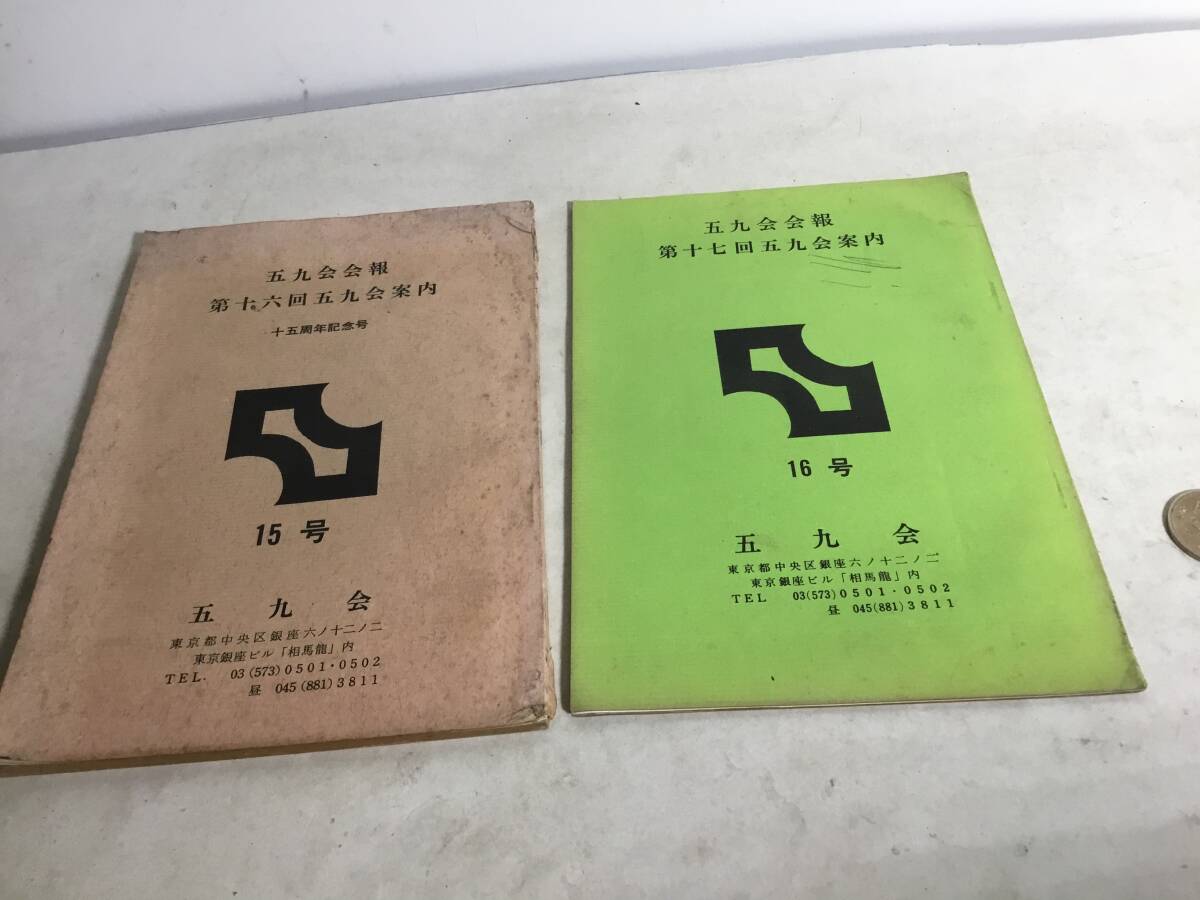 五九会会報
第十六回五九会案内
十五周年記念号
15 号
五 九 会
東京都中央区銀座六ノ十二ノ二
東京銀座ビル「相馬龍」内
TEL. 03(573)0501・0502
昼 045(881)3811
五九会会報
第十七回五九会案内
16 号
五 九 会
東京都中央区銀座六ノ十二ノ二
東京銀座ビル「相馬龍」内
TEL 03(573)0501・0502
昼 045(881)3811